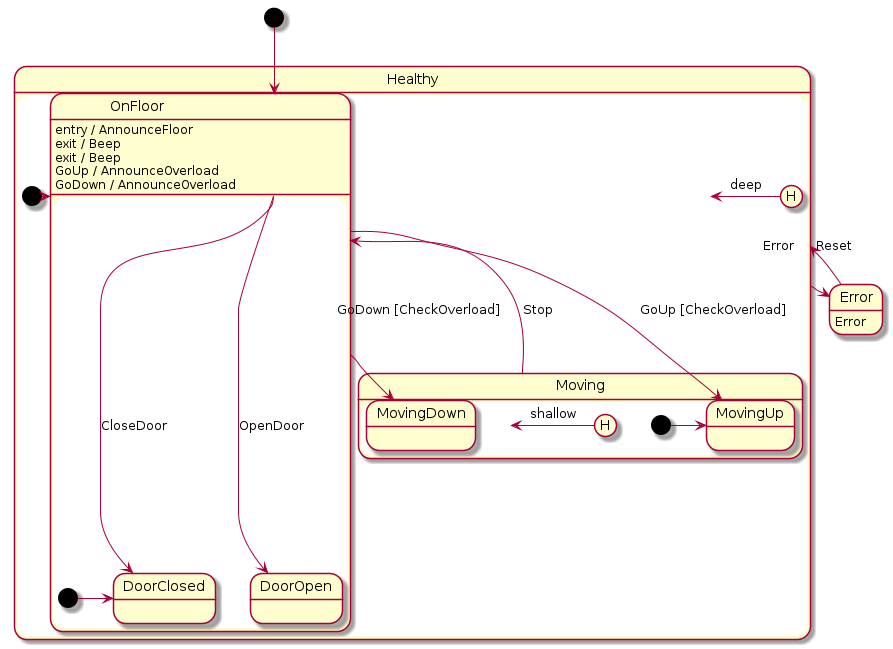 Healthy
OnFloor
entry / AnnounceFloor
exit / Beep
exit / Beep
GoUp / AnnounceOverload
GoDown / AnnounceOverload
deep
H
Error
Reset
Error
Error
GoDown [CheckOverload]
Stop
GoUp [CheckOverload]
Moving
MovingDown
shallow
H
MovingUp
CloseDoor
OpenDoor
DoorClosed
DoorOpen